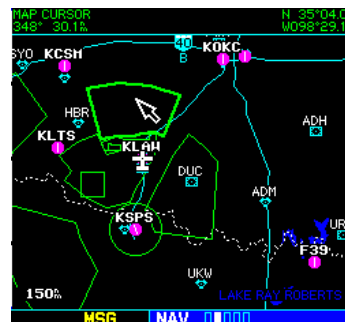 MAP CURSOR
348° 30.1nm
N 35°04.0
W098°29.1
40
SYO KCSM
KOKC
B
HBR
ADH
KLTS
KLAW
DUC
ADM
KSPS
UR
F39
UKW
150nm
LAKE RAY ROBERTS
MSG NAV